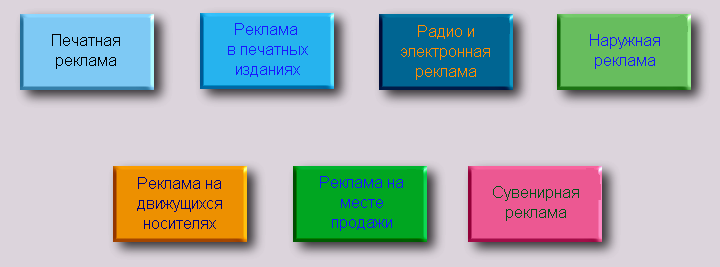 Печатная
реклама
Реклама
в печатных
изданиях
Радио и
электронная
реклама
Наружная
реклама
Реклама на
движущихся
носителях
Реклама на
месте
продажи
Сувенирная
реклама